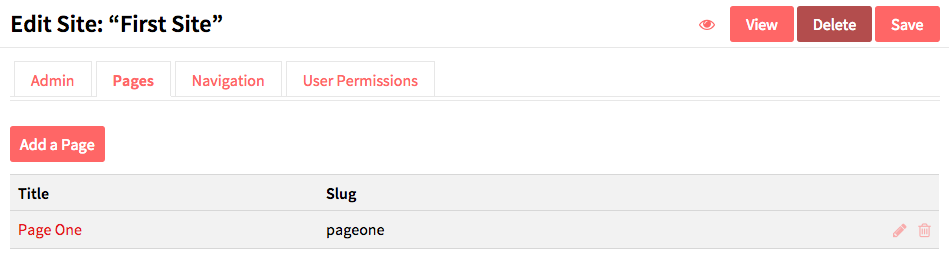 Edit Site: “First Site”
View
Delete
Save
Admin
Pages
Navigation
User Permissions
Add a Page
Title Slug
Page One pageone